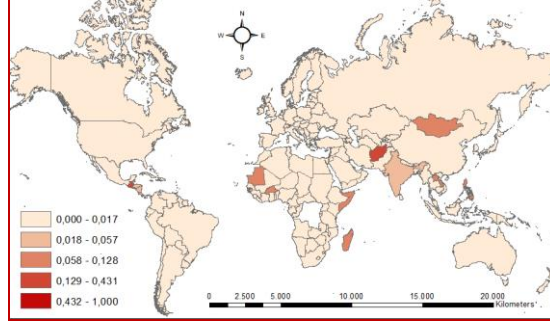 N
W E
S
0,000 - 0,017
0,018 - 0,057
0,058 - 0,128
0,129 - 0,431
0,432 - 1,000
0 2.500 5.000 10.000 15.000 20.000
Kilometers